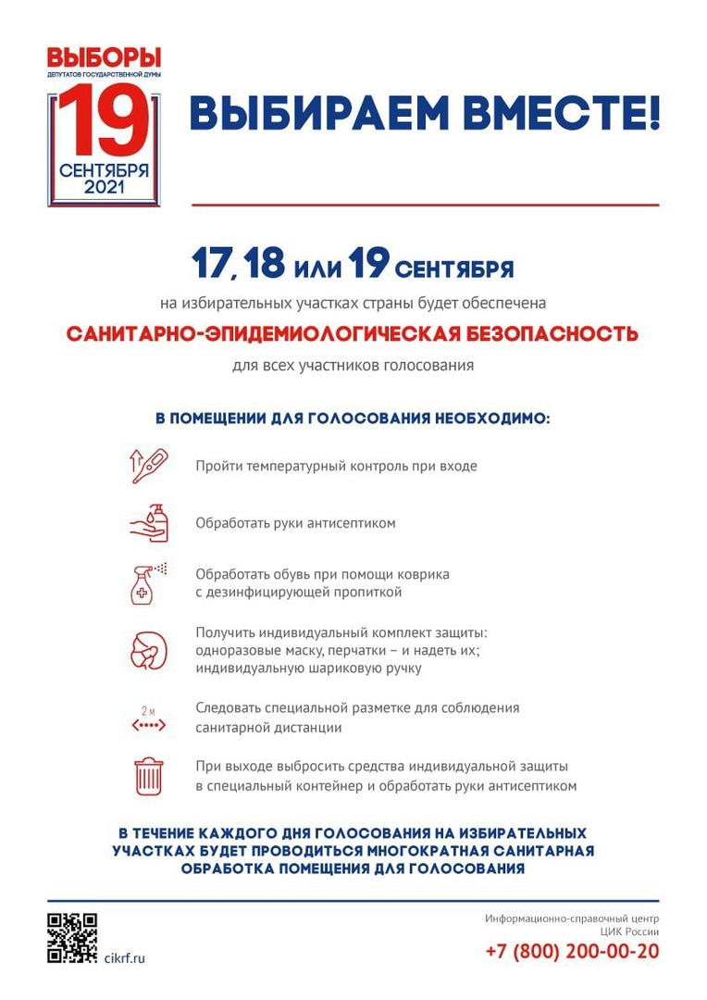 ВЫБОРЫ
ДЕПУТАТОВ ГОСУДАРСТВЕННОЙ ДУМЫ
19
СЕНТЯБРЯ
2021
ВЫБИРАЕМ ВМЕСТЕ!
17, 18 ИЛИ 19 СЕНТЯБРЯ
на избирательных участках страны будет обеспечена
САНИТАРНО-ЭПИДЕМИОЛОГИЧЕСКАЯ БЕЗОПАСНОСТЬ
для всех участников голосования
В ПОМЕЩЕНИИ ДЛЯ ГОЛОСОВАНИЯ НЕОБХОДИМО:
Пройти температурный контроль при входе
Обработать руки антисептиком
Обработать обувь при помощи коврика
с дезинфицирующей пропиткой
Получить индивидуальный комплект защиты:
одноразовые маску, перчатки – и надеть их;
индивидуальную шариковую ручку
2 м
Следовать специальной разметке для соблюдения
санитарной дистанции
При выходе выбросить средства индивидуальной защиты
в специальный контейнер и обработать руки антисептиком
В ТЕЧЕНИЕ КАЖДОГО ДНЯ ГОЛОСОВАНИЯ НА ИЗБИРАТЕЛЬНЫХ
УЧАСТКАХ БУДЕТ ПРОВОДИТЬСЯ МНОГОКРАТНАЯ САНИТАРНАЯ
ОБРАБОТКА ПОМЕЩЕНИЯ ДЛЯ ГОЛОСОВАНИЯ
cikrf.ru
Информационно-справочный центр
ЦИК России
+7 (800) 200-00-20